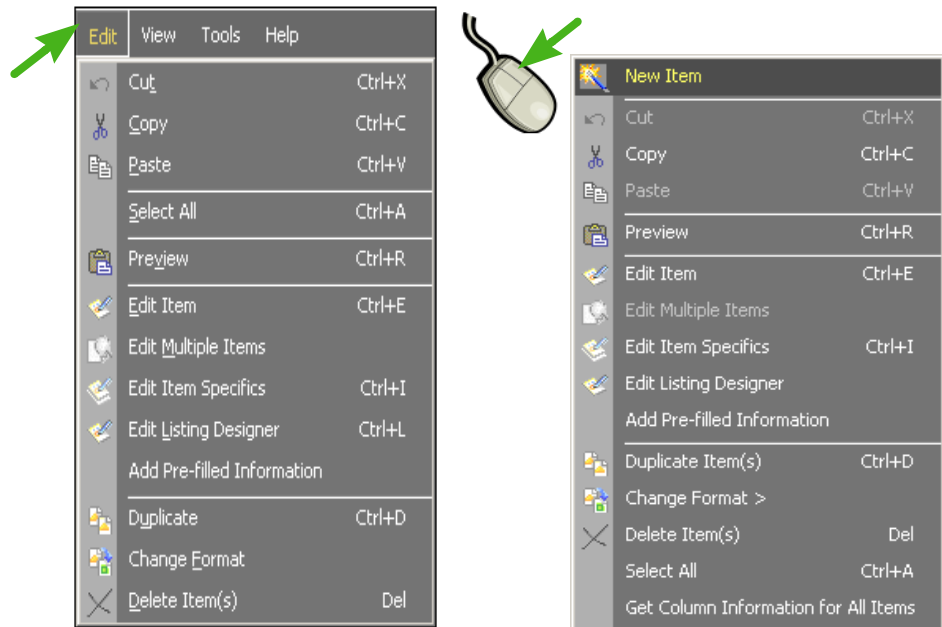 Edit View Tools Help
Cut Ctrl+X
Copy Ctrl+C
Paste Ctrl+V
Select All Ctrl+A
Preview Ctrl+R
Edit Item Ctrl+E
Edit Multiple Items
Edit Item Specifics Ctrl+I
Edit Listing Designer Ctrl+L
Add Pre-filled Information
Duplicate Ctrl+D
Change Format
Delete Item(s) Del
New Item
Cut Ctrl+X
Copy Ctrl+C
Paste Ctrl+V
Preview Ctrl+R
Edit Item Ctrl+E
Edit Multiple Items
Edit Item Specifics Ctrl+I
Edit Listing Designer
Add Pre-filled Information
Duplicate Item(s) Ctrl+D
Change Format >
Delete Item(s) Del
Select All Ctrl+A
Get Column Information for All Items